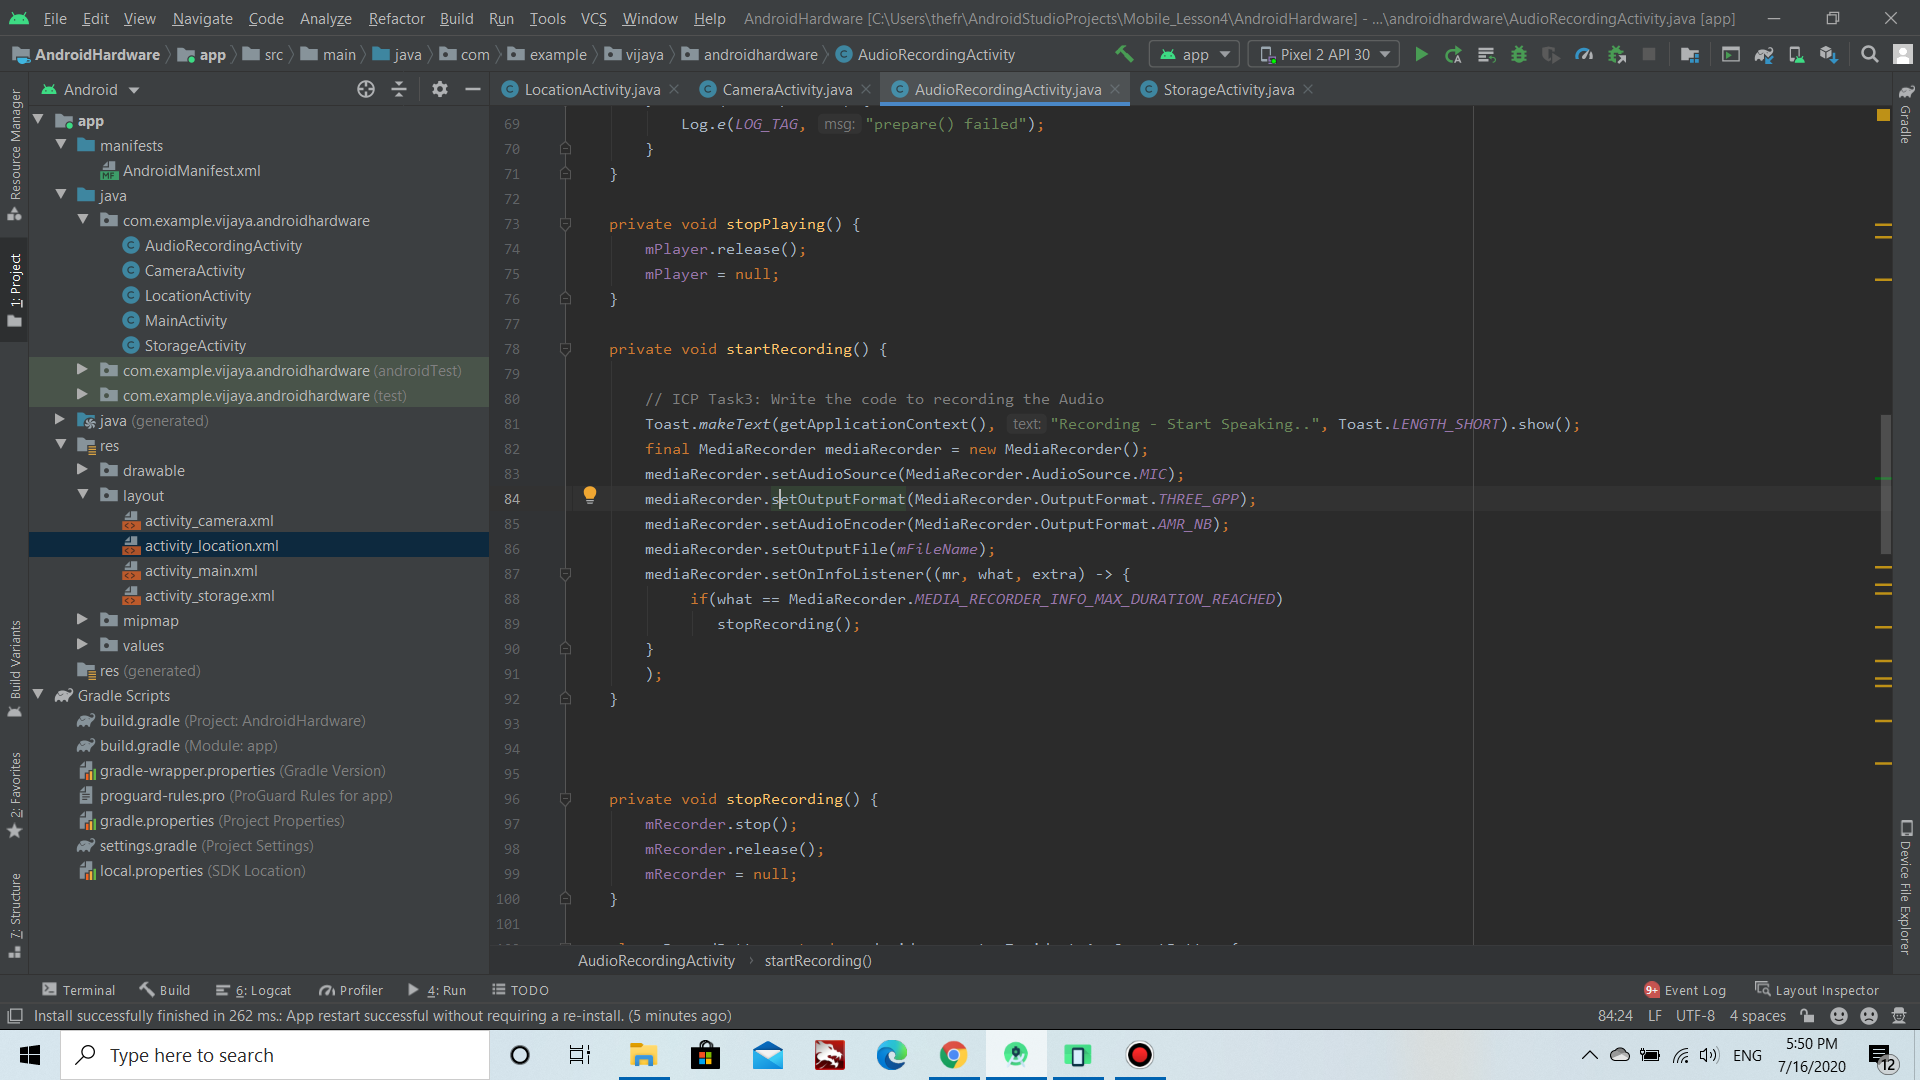 File Edit View Navigate Code Analyze Refactor Build Run Tools VCS Window Help AndroidHardware [C:\Users\thefr\AndroidStudioProjects\Mobile_Lesson4\AndroidHardware] - ...\androidhardware\AudioRecordingActivity.java [app]
AndroidHardware app src main java com example vijaya androidhardware AudioRecordingActivity app Pixel 2 API 30
Android
LocationActivity.java CameraActivity.java AudioRecordingActivity.java StorageActivity.java
Resource Manager
1: Project
Build Variants
2: Favorites
7: Structure
app
manifests
AndroidManifest.xml
java
com.example.vijaya.androidhardware
AudioRecordingActivity
CameraActivity
LocationActivity
MainActivity
StorageActivity
com.example.vijaya.androidhardware (androidTest)
com.example.vijaya.androidhardware (test)
java (generated)
res
drawable
layout
activity_camera.xml
activity_location.xml
activity_main.xml
activity_storage.xml
mipmap
values
res (generated)
Gradle Scripts
build.gradle (Project: AndroidHardware)
build.gradle (Module: app)
gradle-wrapper.properties (Gradle Version)
proguard-rules.pro (ProGuard Rules for app)
gradle.properties (Project Properties)
settings.gradle (Project Settings)
local.properties (SDK Location)
69 Log.e(LOG_TAG, msg: "prepare() failed");
70 }
71 }
72
73 private void stopPlaying() {
74 mPlayer.release();
75 mPlayer = null;
76 }
77
78 private void startRecording() {
79
80 // ICP Task3: Write the code to recording the Audio
81 Toast.makeText(getApplicationContext(), text: "Recording - Start Speaking..", Toast.LENGTH_SHORT).show();
82 final MediaRecorder mediaRecorder = new MediaRecorder();
83 mediaRecorder.setAudioSource(MediaRecorder.AudioSource.MIC);
84 mediaRecorder.setOutputFormat(MediaRecorder.OutputFormat.THREE_GPP);
85 mediaRecorder.setAudioEncoder(MediaRecorder.OutputFormat.AMR_NB);
86 mediaRecorder.setOutputFile(mFileName);
87 mediaRecorder.setOnInfoListener((mr, what, extra) -> {
88 if(what == MediaRecorder.MEDIA_RECORDER_INFO_MAX_DURATION_REACHED)
89 stopRecording();
90 }
91 );
92 }
93
94
95
96 private void stopRecording() {
97 mRecorder.stop();
98 mRecorder.release();
99 mRecorder = null;
100 }
101
AudioRecordingActivity startRecording()
Gradle
Device File Explorer
Terminal Build 6: Logcat Profiler 4: Run TODO 9+ Event Log Layout Inspector
Install successfully finished in 262 ms.: App restart successful without requiring a re-install. (5 minutes ago) 84:24 LF UTF-8 4 spaces
Type here to search
ENG
5:50 PM
7/16/2020
12